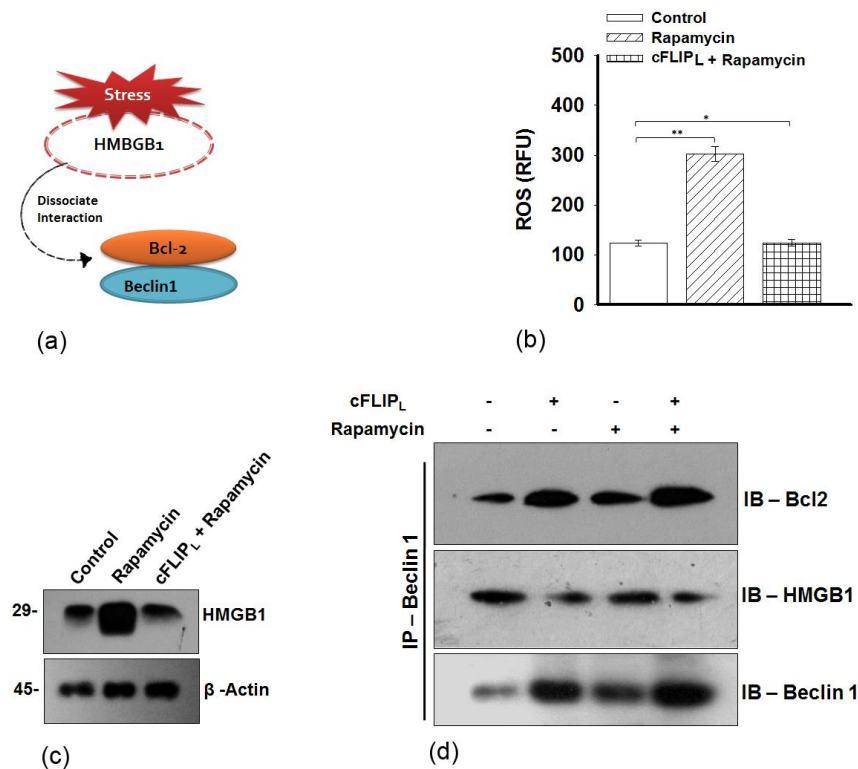 Stress
HMBGB1
Dissociate
Interaction
Bcl-2
Beclin1
(a)
Control
Rapamycin
cFLIPL + Rapamycin
500
400
300
200
100
0
ROS (RFU)
*
**
(b)
Control
Rapamycin
cFLIPL + Rapamycin
29-
HMGB1
45-
β -Actin
(c)
cFLIPL - + - +
Rapamycin - - + +
IP – Beclin 1
IB – Bcl2
IB – HMGB1
IB – Beclin 1
(d)